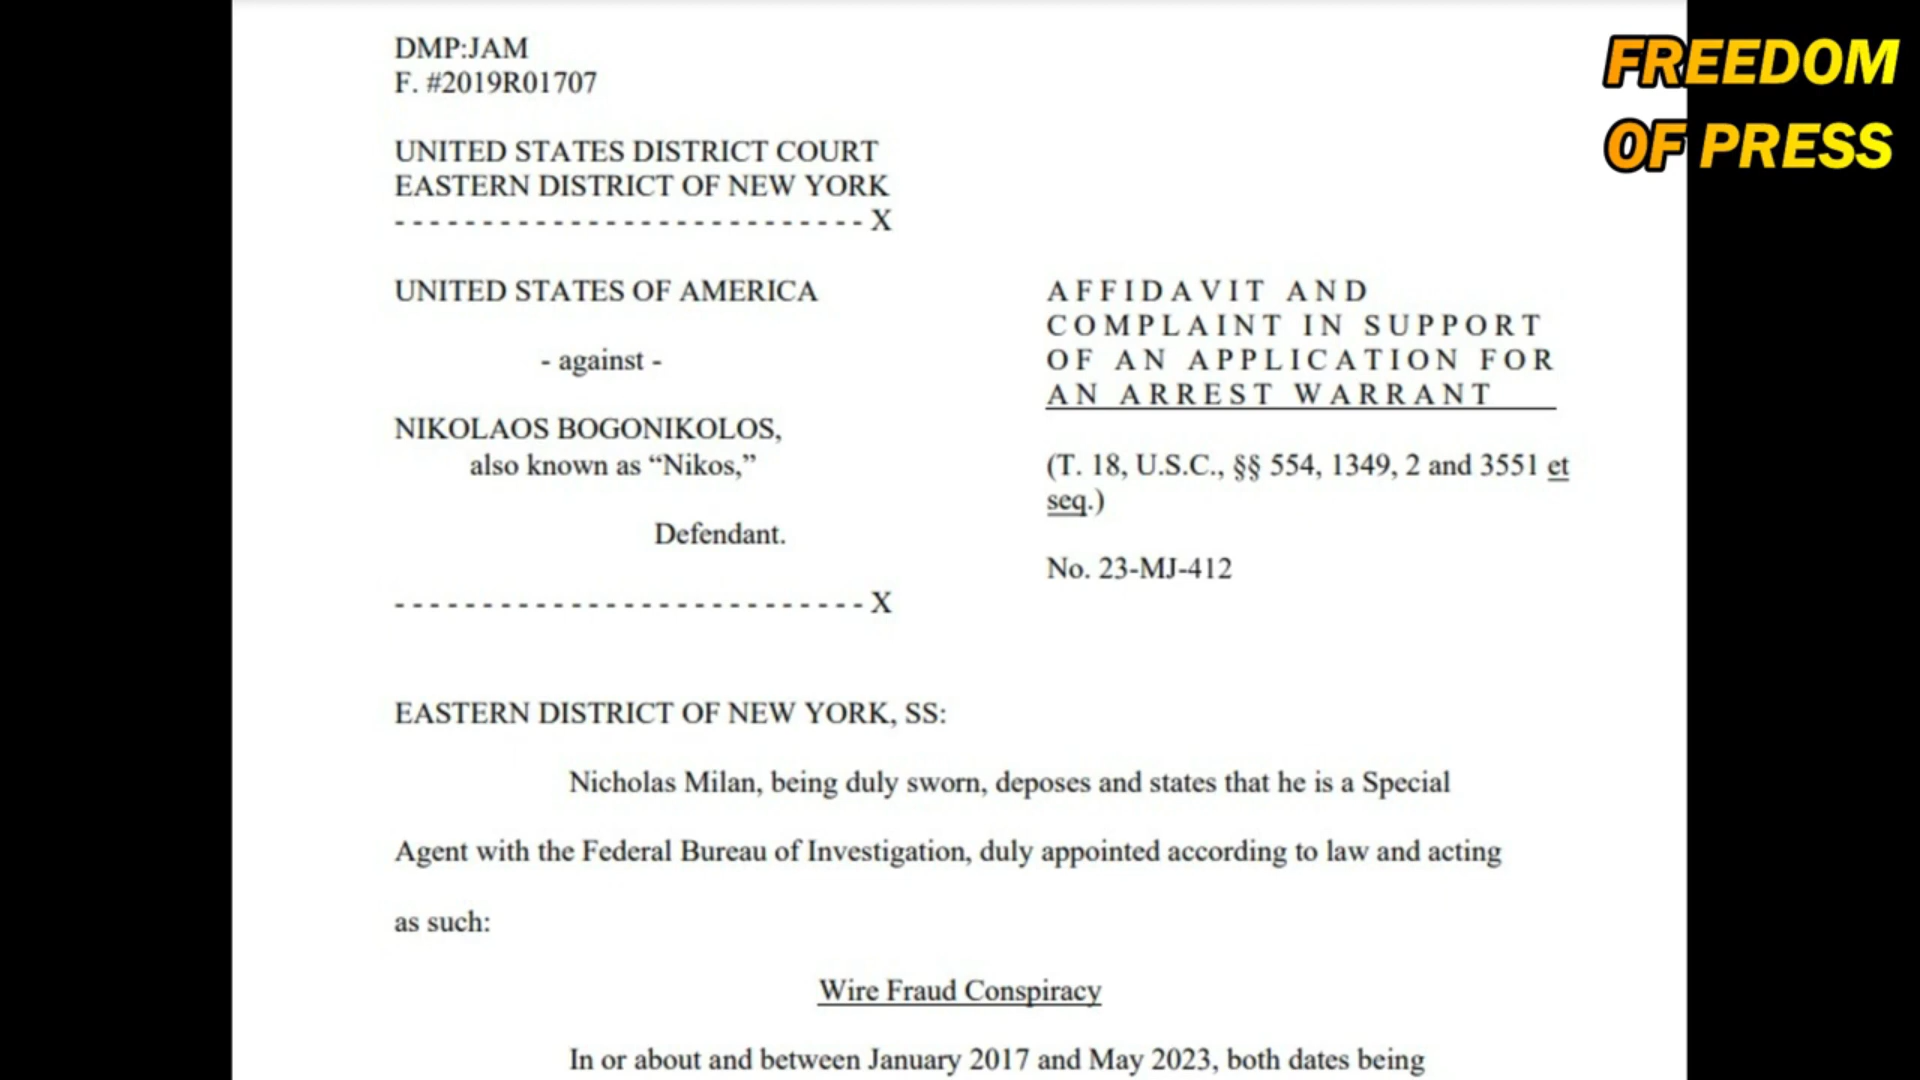 DMP:JAM
F. #2019R01707
FREEDOM
OF PRESS
UNITED STATES DISTRICT COURT
EASTERN DISTRICT OF NEW YORK
- - - - - - - - - - - - - - - - - - - - - - - - - - - X
UNITED STATES OF AMERICA
- against -
NIKOLAOS BOGONIKOLOS,
also known as “Nikos,”
Defendant.
- - - - - - - - - - - - - - - - - - - - - - - - - - - X
AFFIDAVIT AND
COMPLAINT IN SUPPORT
OF AN APPLICATION FOR
AN ARREST WARRANT
(T. 18, U.S.C., §§ 554, 1349, 2 and 3551 et
seq.)
No. 23-MJ-412
EASTERN DISTRICT OF NEW YORK, SS:
Nicholas Milan, being duly sworn, deposes and states that he is a Special
Agent with the Federal Bureau of Investigation, duly appointed according to law and acting
as such:
Wire Fraud Conspiracy
In or about and between January 2017 and May 2023, both dates being